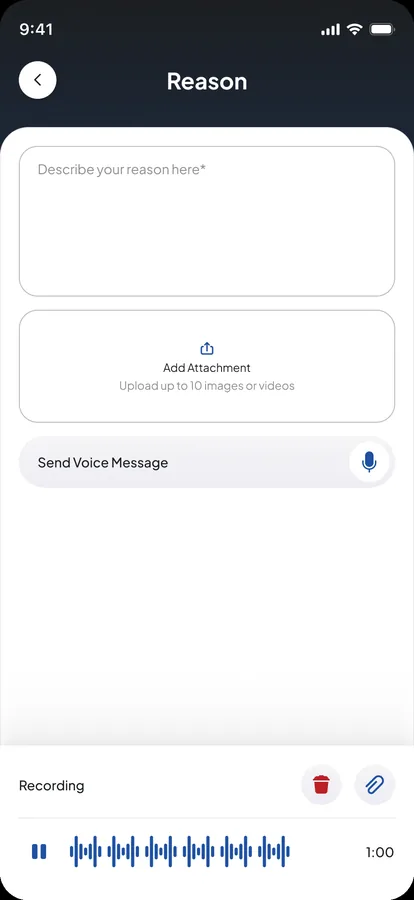 9:41
Reason
Describe your reason here*
Add Attachment
Upload up to 10 images or videos
Send Voice Message
Recording
1:00